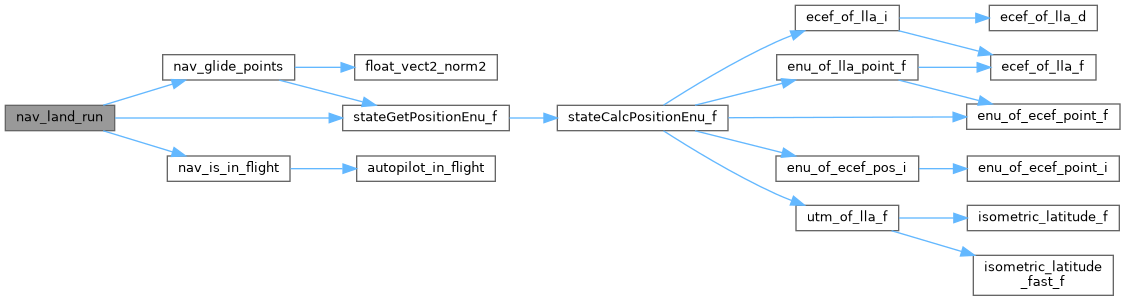 nav_land_run
nav_glide_points
nav_is_in_flight
float_vect2_norm2
stateGetPositionEnu_f
autopilot_in_flight
stateCalcPositionEnu_f
ecef_of_lla_i
enu_of_lla_point_f
enu_of_ecef_pos_i
utm_of_lla_f
ecef_of_lla_d
ecef_of_lla_f
enu_of_ecef_point_f
enu_of_ecef_point_i
isometric_latitude_f
isometric_latitude
_fast_f